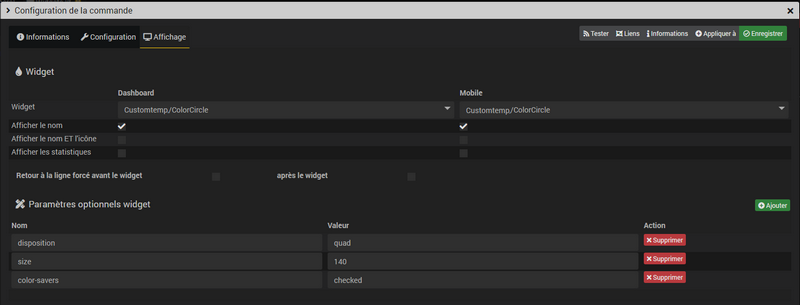 Configuration de la commande
Informations Configuration Affichage Tester Liens Informations Appliquer à Enregistrer
Widget
Dashboard Mobile
Widget Customtemp/ColorCircle Customtemp/ColorCircle
Afficher le nom
Afficher le nom ET l'icône
Afficher les statistiques
Retour à la ligne forcé avant le widget après le widget
Paramètres optionnels widget Ajouter
Nom Valeur Action
disposition quad Supprimer
size 140 Supprimer
color-savers checked Supprimer